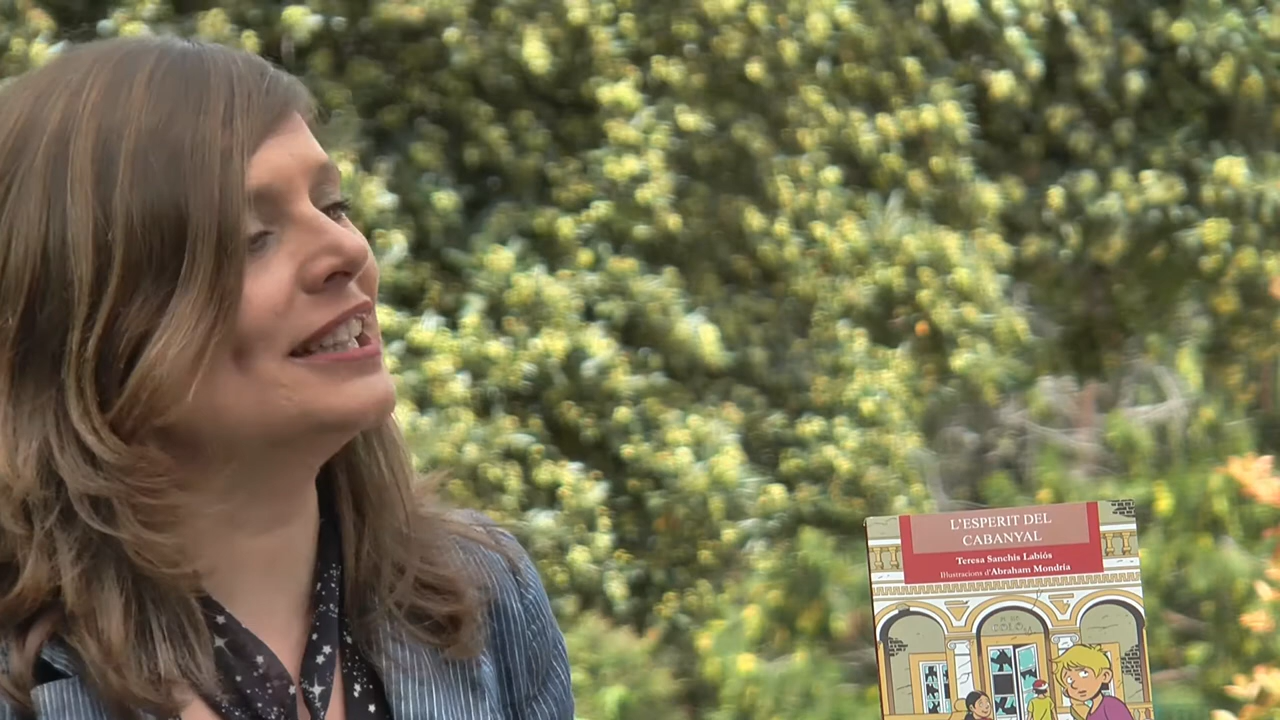 L'ESPERIT DEL
CABANYAL
Teresa Sanchis Labiós
Il·lustracions d'Abraham Mondria